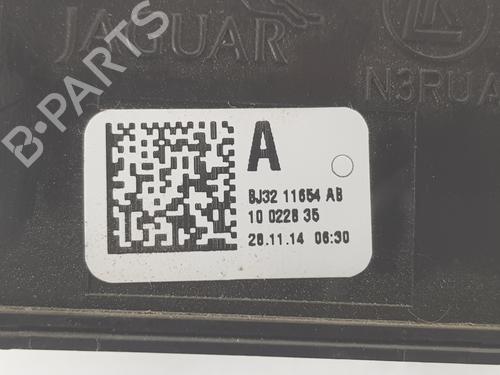 JAGUAR
N3RUA
B-PARTS
A
BJ32 11654 AB
10 0228 35
28.11.14 06:30